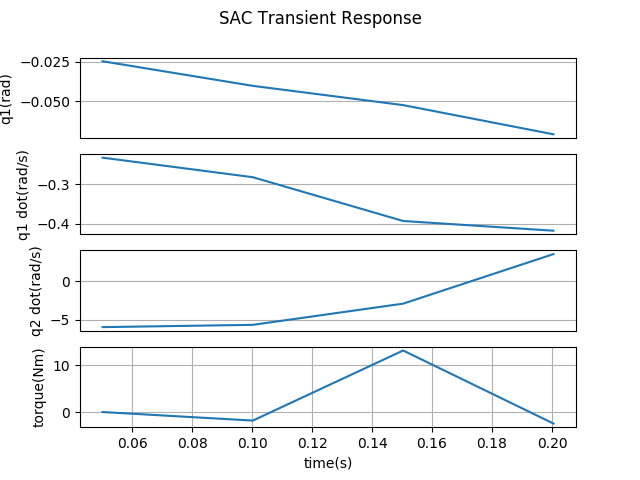 SAC Transient Response
−0.025
−0.050
q1(rad)
−0.3
−0.4
q1 dot(rad/s)
0
−5
q2 dot(rad/s)
10
0
torque(Nm)
0.06 0.08 0.10 0.12 0.14 0.16 0.18 0.20
time(s)